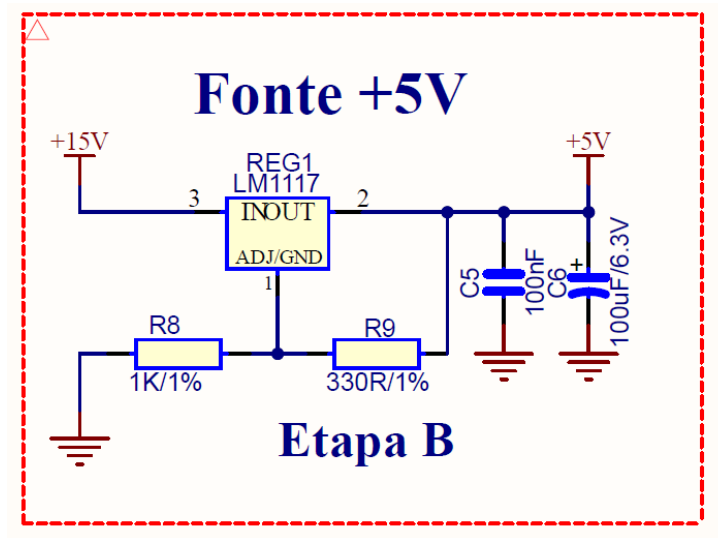 Fonte +5V
+15V
+5V
REG1
LM1117
3
2
IN
OUT
ADJ/GND
1
C5
100nF
C6
+
100uF/6.3V
R8
1K/1%
R9
330R/1%
Etapa B